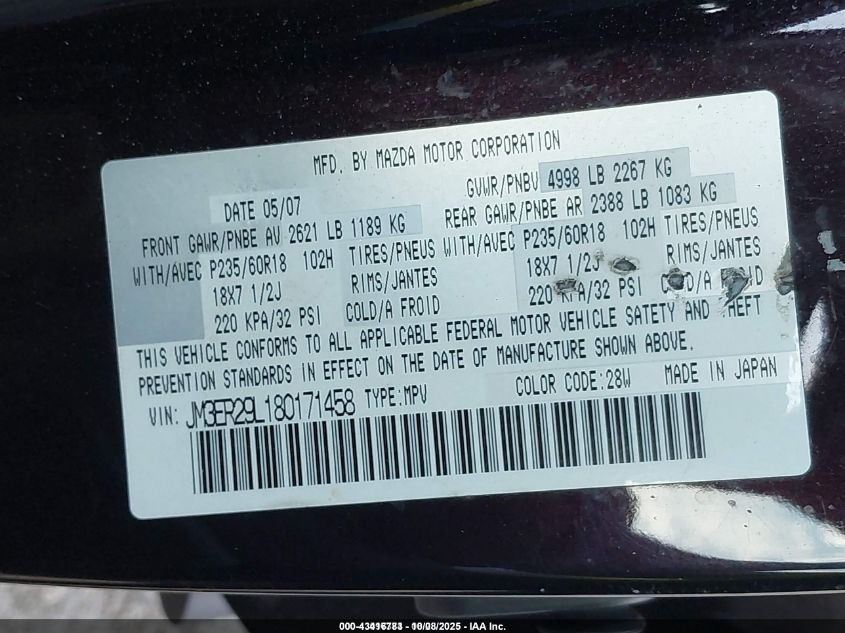 MFD. BY MAZDA MOTOR CORPORATION
DATE 05/07
GVWR/PNBV 4998 LB 2267 KG
FRONT GAWR/PNBE AV 2621 LB 1189 KG
REAR GAWR/PNBE AR 2388 LB 1083 KG
WITH/AVEC P235/60R18 102H TIRES/PNEUS
18X7 1/2J RIMS/JANTES
220 KPA/32 PSI COLD/A FROID
WITH/AVEC P235/60R18 102H TIRES/PNEUS
18X7 1/2J RIMS/JANTES
220 KPA/32 PSI COLD/A FROID
THIS VEHICLE CONFORMS TO ALL APPLICABLE FEDERAL MOTOR VEHICLE SAFETY AND THEFT
PREVENTION STANDARDS IN EFFECT ON THE DATE OF MANUFACTURE SHOWN ABOVE.
VIN: JM3ER29L180171458 TYPE:MPV COLOR CODE:28W MADE IN JAPAN
10/08/2025 - IAA Inc.